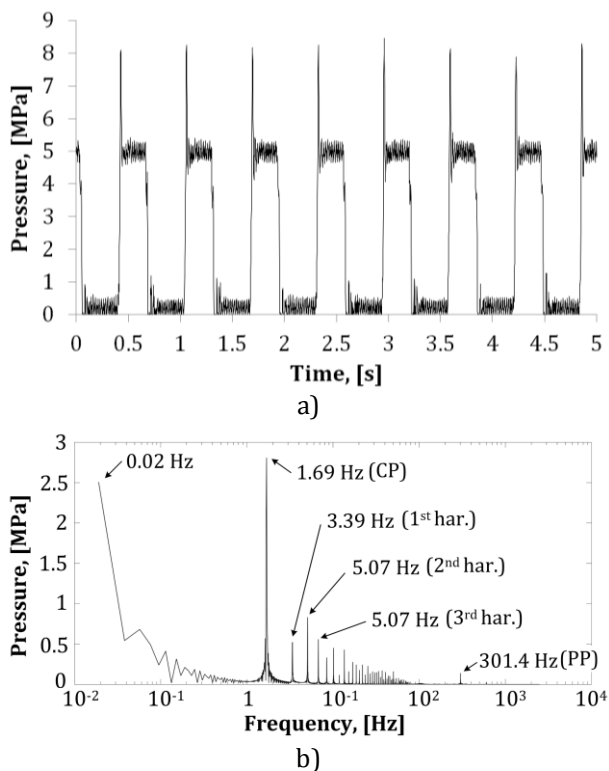 9
8
7
6
5
4
3
2
1
0
Pressure, [MPa]
0 0.5 1 1.5 2 2.5 3 3.5 4 4.5 5
Time, [s]
a)
3
2.5
2
1.5
1
0.5
0
Pressure, [MPa]
0.02 Hz
1.69 Hz (CP)
3.39 Hz (1st har.)
5.07 Hz (2nd har.)
5.07 Hz (3rd har.)
301.4 Hz (PP)
10-2 10-1 1 10-1 102 103 104
Frequency, [Hz]
b)